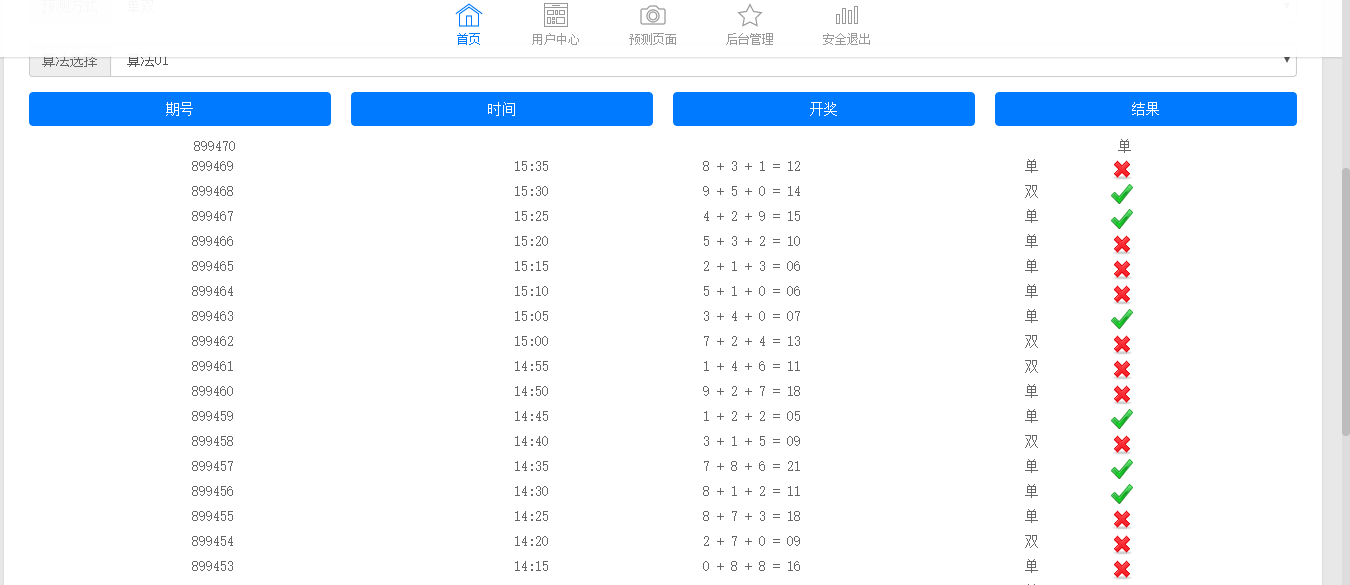 首页 用户中心 预测页面 后台管理 安全退出
预测方式 单双
算法选择 算法01
期号 时间 开奖 结果
899470 单
899469 15:35 8 + 3 + 1 = 12 单
899468 15:30 9 + 5 + 0 = 14 双
899467 15:25 4 + 2 + 9 = 15 单
899466 15:20 5 + 3 + 2 = 10 单
899465 15:15 2 + 1 + 3 = 06 单
899464 15:10 5 + 1 + 0 = 06 单
899463 15:05 3 + 4 + 0 = 07 单
899462 15:00 7 + 2 + 4 = 13 双
899461 14:55 1 + 4 + 6 = 11 双
899460 14:50 9 + 2 + 7 = 18 单
899459 14:45 1 + 2 + 2 = 05 单
899458 14:40 3 + 1 + 5 = 09 双
899457 14:35 7 + 8 + 6 = 21 单
899456 14:30 8 + 1 + 2 = 11 单
899455 14:25 8 + 7 + 3 = 18 单
899454 14:20 2 + 7 + 0 = 09 双
899453 14:15 0 + 8 + 8 = 16 单